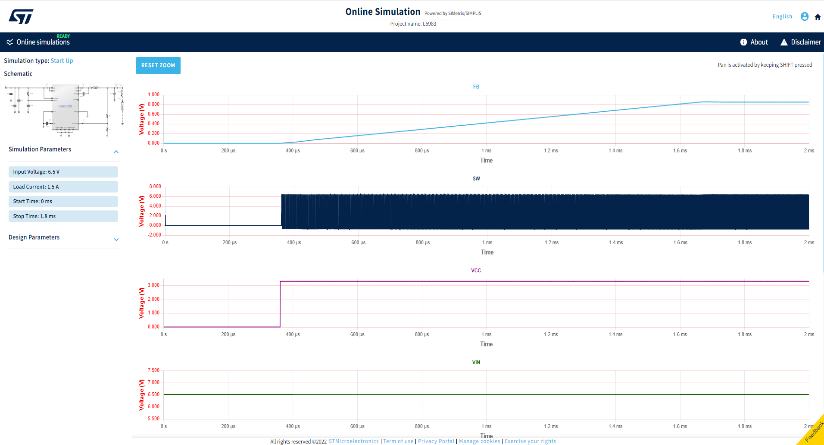 ST
Online Simulation Powered by SIMetrix/SIMPLIS
Project name: L6983
English
READY
Online simulations
About
Disclaimer
Simulation type: Start Up
Schematic
RESET ZOOM
Pan is activated by keeping SHIFT pressed
Simulation Parameters
Input Voltage: 6.5 V
Load Current: 1.5 A
Start Time: 0 ms
Stop Time: 1.8 ms
Design Parameters
FB
Voltage (V)
1.000
0.800
0.600
0.400
0.200
0.000
0 s 200 µs 400 µs 600 µs 800 µs 1 ms 1.2 ms 1.4 ms 1.6 ms 1.8 ms 2 ms
Time
SW
Voltage (V)
8.000
6.000
4.000
2.000
0.000
-2.000
0 s 200 µs 400 µs 600 µs 800 µs 1 ms 1.2 ms 1.4 ms 1.6 ms 1.8 ms 2 ms
Time
VCC
Voltage (V)
3.000
2.000
1.000
0.000
0 s 200 µs 400 µs 600 µs 800 µs 1 ms 1.2 ms 1.4 ms 1.6 ms 1.8 ms 2 ms
Time
VIN
Voltage (V)
7.500
7.000
6.500
6.000
5.500
0 s 200 µs 400 µs 600 µs 800 µs 1 ms 1.2 ms 1.4 ms 1.6 ms 1.8 ms 2 ms
Time
All rights reserved ©2022 STMicroelectronics | Term of use | Privacy Portal | Manage cookies | Exercise your rights
Feedback